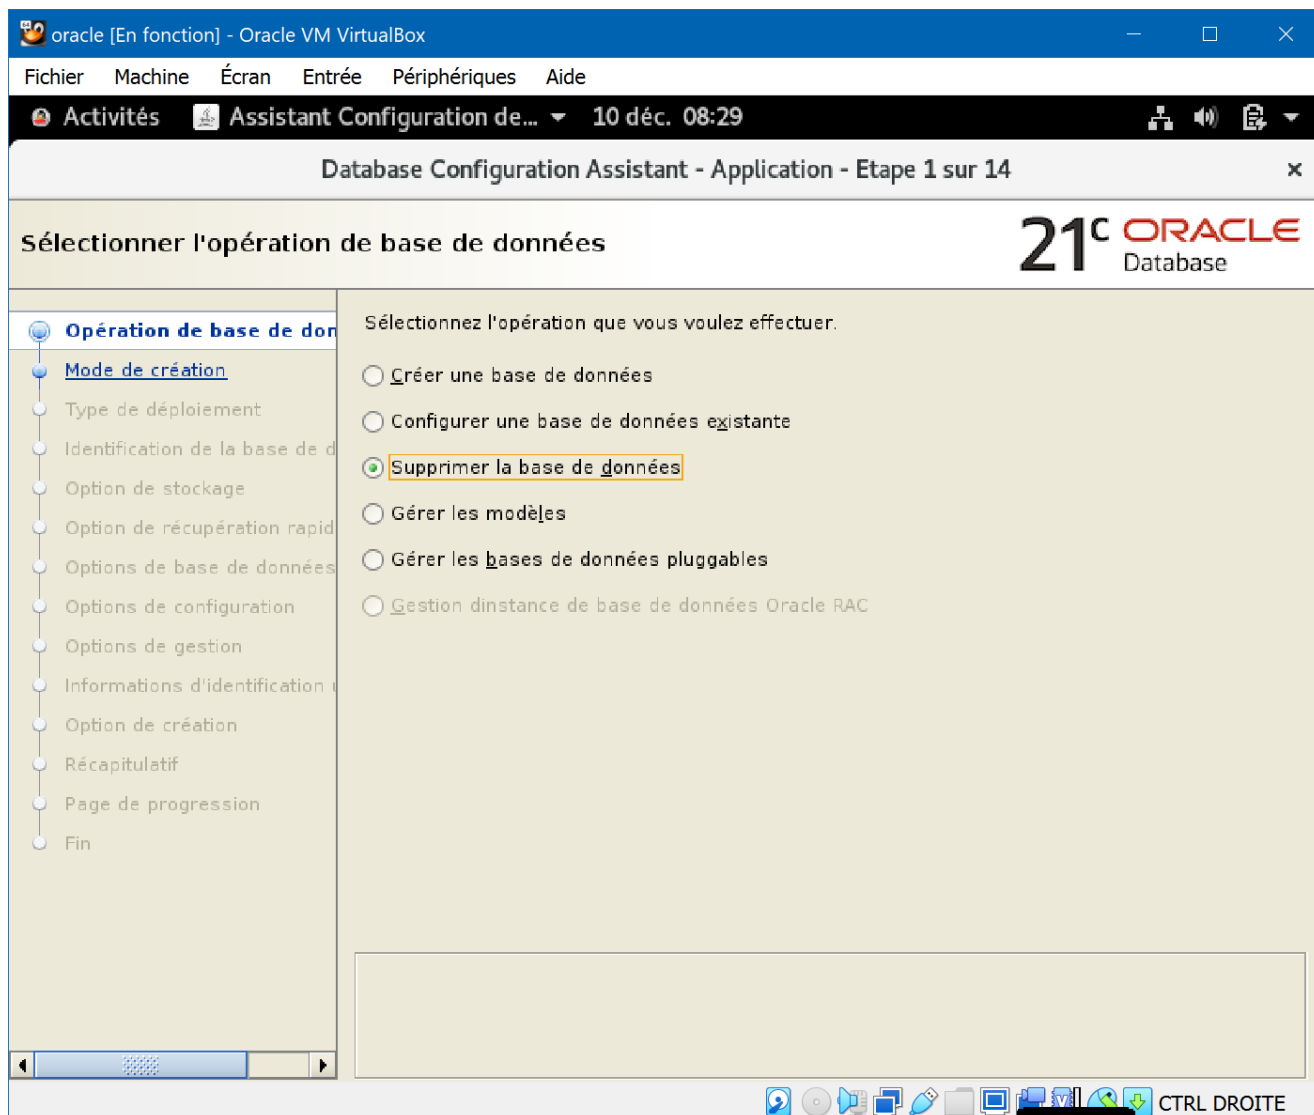 oracle [En fonction] - Oracle VM VirtualBox
Fichier Machine Écran Entrée Périphériques Aide
Activités Assistant Configuration de... 10 déc. 08:29
Database Configuration Assistant - Application - Etape 1 sur 14
Sélectionner l'opération de base de données
21c ORACLE
Database
Opération de base de don
Mode de création
Type de déploiement
Identification de la base de d
Option de stockage
Option de récupération rapid
Options de base de données
Options de configuration
Options de gestion
Informations d'identification u
Option de création
Récapitulatif
Page de progression
Fin
Sélectionnez l'opération que vous voulez effectuer.
Créer une base de données
Configurer une base de données existante
Supprimer la base de données
Gérer les modèles
Gérer les bases de données pluggables
Gestion dinstance de base de données Oracle RAC
CTRL DROITE